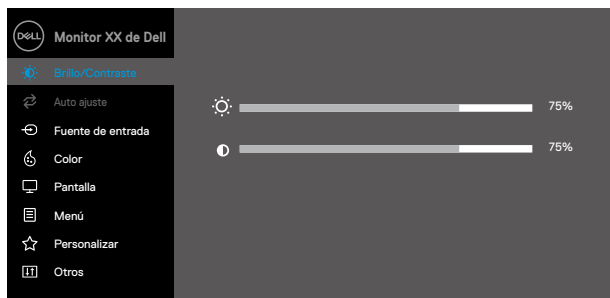 DELL
Monitor XX de Dell
Brillo/Contraste
75%
Auto ajuste
75%
Fuente de entrada
Color
Pantalla
Menú
Personalizar
Otros